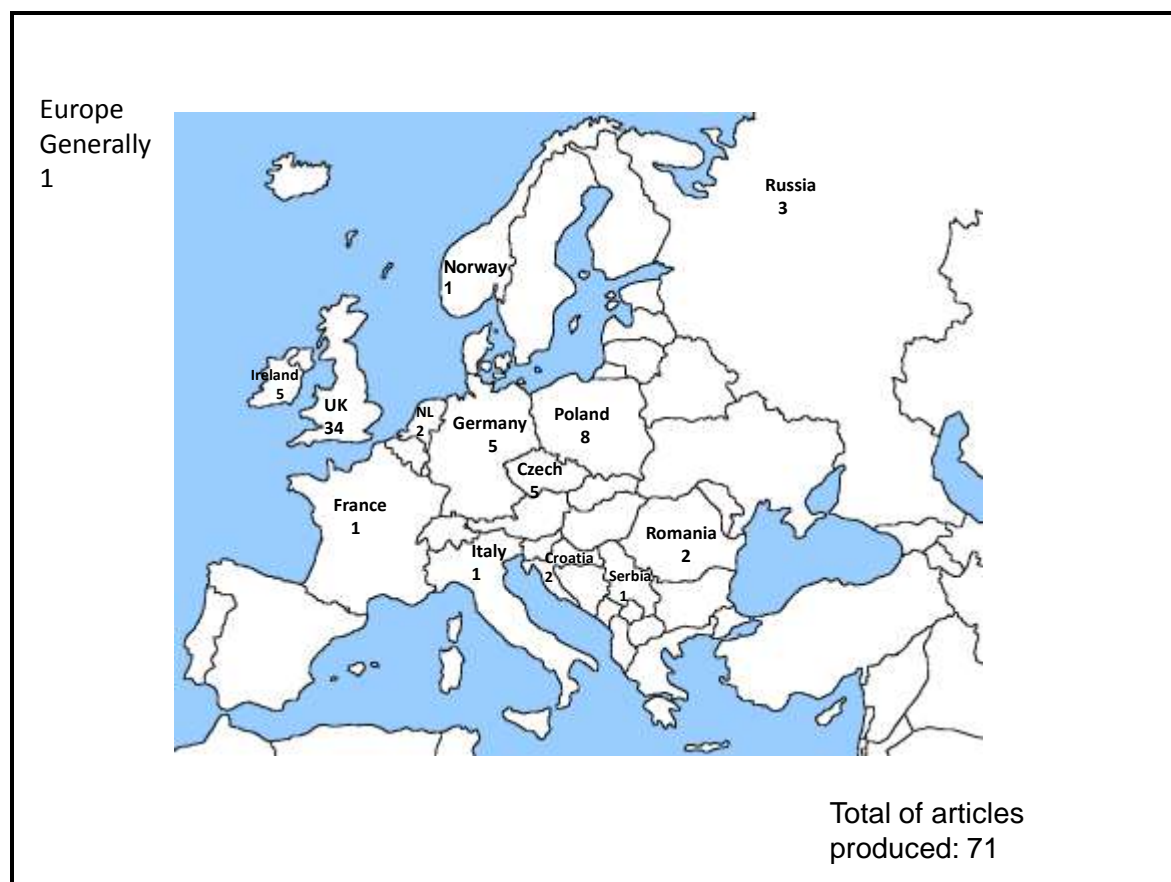 Europe
Generally
1
Russia
3
Norway
1
Ireland
5
UK
34
NL
2
Germany
5
Poland
8
Czech
5
France
1
Italy
1
Croatia
2
Serbia
1
Romania
2
Total of articles
produced: 71